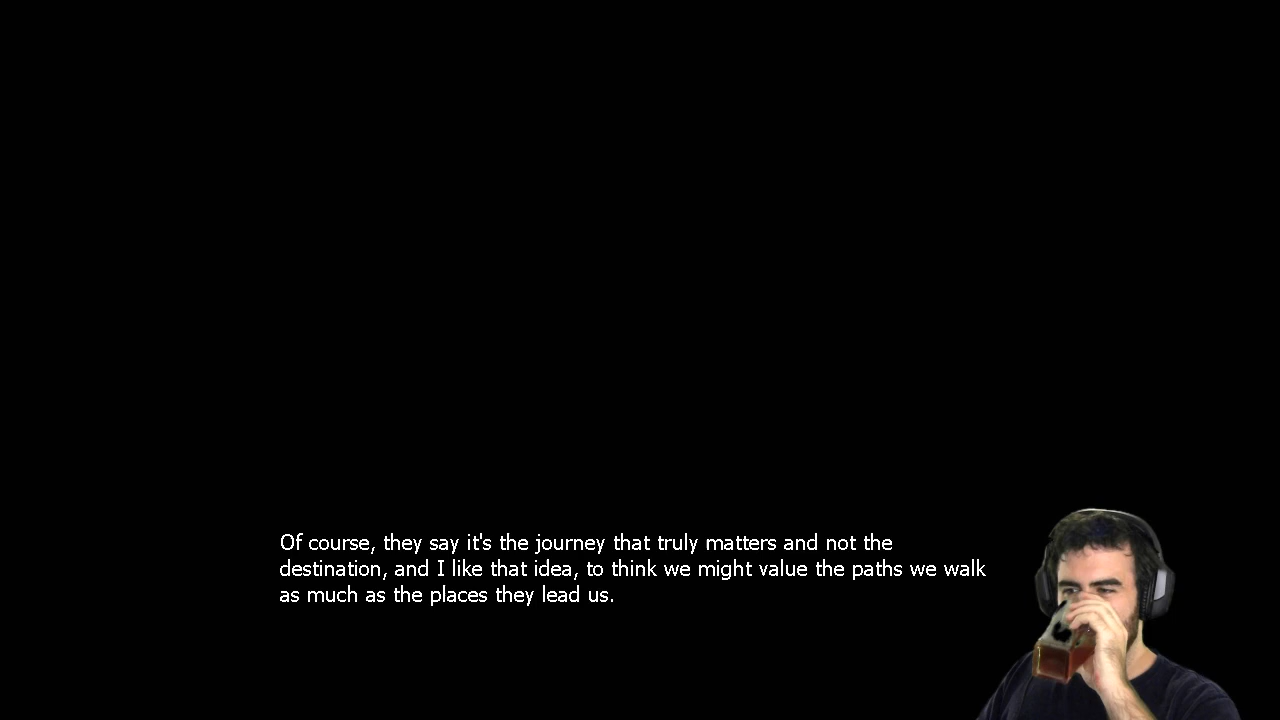 Of course, they say it's the journey that truly matters and not the
destination, and I like that idea, to think we might value the paths we walk
as much as the places they lead us.